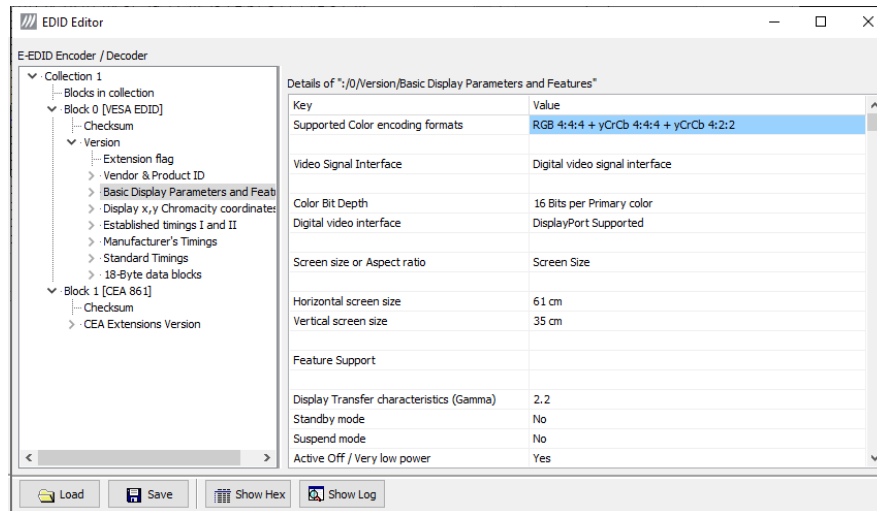 EDID Editor
E-EDID Encoder / Decoder
Collection 1
Blocks in collection
Block 0 [VESA EDID]
Checksum
Version
Extension flag
Vendor & Product ID
Basic Display Parameters and Feat
Display x,y Chromacity coordinates
Established timings I and II
Manufacturer's Timings
Standard Timings
18-Byte data blocks
Block 1 [CEA 861]
Checksum
CEA Extensions Version
Details of ":/0/Version/Basic Display Parameters and Features"
Key Value
Supported Color encoding formats RGB 4:4:4 + yCrCb 4:4:4 + yCrCb 4:2:2
Video Signal Interface Digital video signal interface
Color Bit Depth 16 Bits per Primary color
Digital video interface DisplayPort Supported
Screen size or Aspect ratio Screen Size
Horizontal screen size 61 cm
Vertical screen size 35 cm
Feature Support
Display Transfer characteristics (Gamma) 2.2
Standby mode No
Suspend mode No
Active Off / Very low power Yes
Load Save Show Hex Show Log